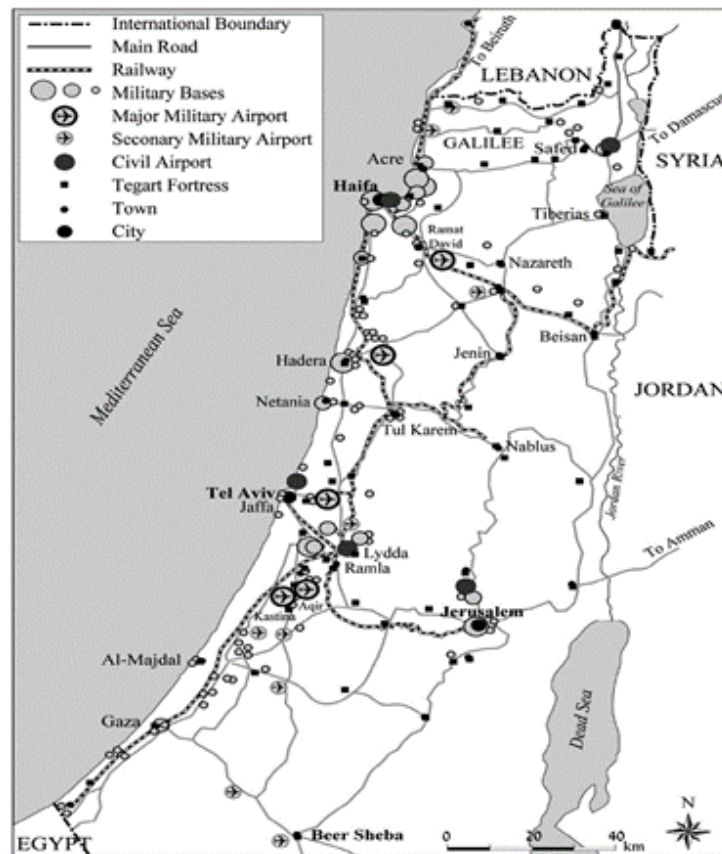 International Boundary
Main Road
Railway
Military Bases
Major Military Airport
Seconary Military Airport
Civil Airport
Tegart Fortress
Town
City
To Beiruth
LEBANON
To Damascus
GALILEE
Safed
SYRIA
Acre
Haifa
Sea of
Galilee
Tiberias
Ramat
David
Nazareth
Mediterranean Sea
Beisan
Jenin
Hadera
JORDAN
Netania
Tul Karem
Nablus
Jordan River
Tel Aviv
Jaffa
To Amman
Lydda
Ramla
Kastina
Aqir
Jerusalem
Al-Majdal
Dead Sea
Gaza
N
Beer Sheba
EGYPT
0 20 40
km